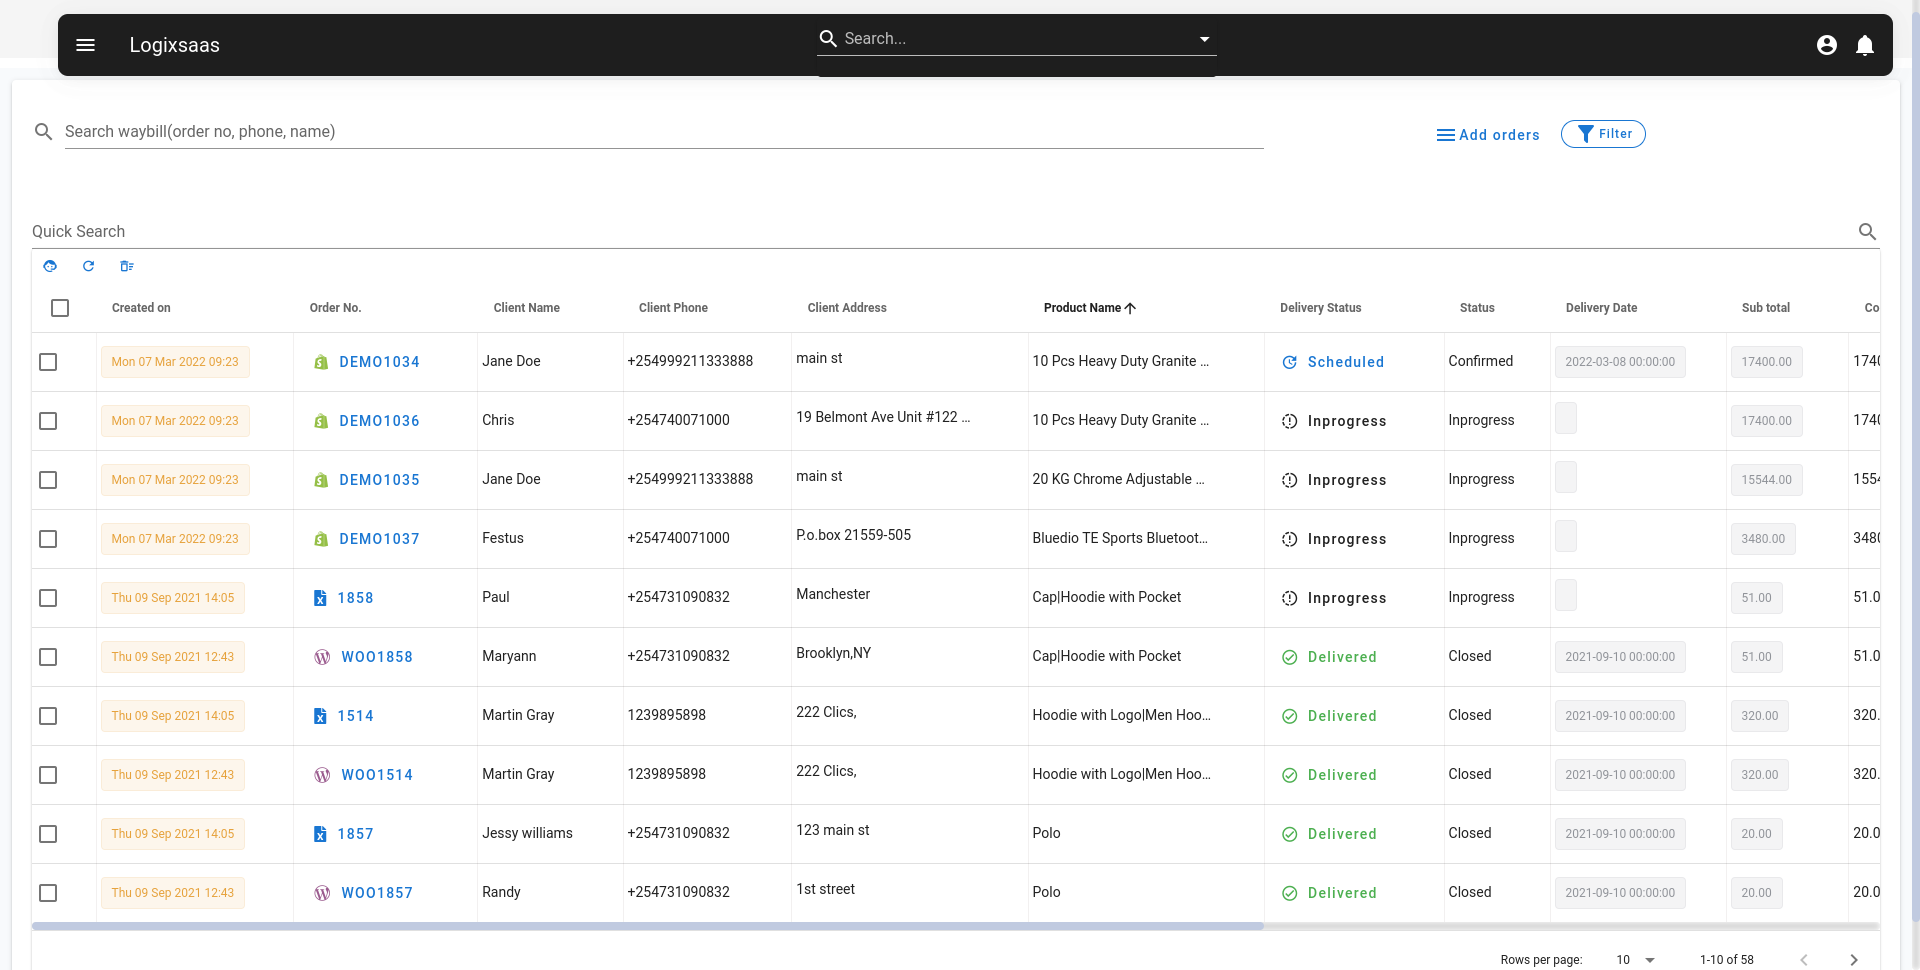 Logixsaas
Search...
Search waybill(order no, phone, name)
Add orders
Filter
Quick Search
Created on Order No. Client Name Client Phone Client Address Product Name Delivery Status Status Delivery Date Sub total Co
Mon 07 Mar 2022 09:23 DEMO1034 Jane Doe +254999211333888 main st 10 Pcs Heavy Duty Granite ... Scheduled Confirmed 2022-03-08 00:00:00 17400.00 1740
Mon 07 Mar 2022 09:23 DEMO1036 Chris +254740071000 19 Belmont Ave Unit #122 ... 10 Pcs Heavy Duty Granite ... Inprogress Inprogress 17400.00 1740
Mon 07 Mar 2022 09:23 DEMO1035 Jane Doe +254999211333888 main st 20 KG Chrome Adjustable ... Inprogress Inprogress 15544.00 1554
Mon 07 Mar 2022 09:23 DEMO1037 Festus +254740071000 P.o.box 21559-505 Bluedio TE Sports Bluetoot... Inprogress Inprogress 3480.00 3480
Thu 09 Sep 2021 14:05 1858 Paul +254731090832 Manchester Cap|Hoodie with Pocket Inprogress Inprogress 51.00 51.0
Thu 09 Sep 2021 12:43 WOO1858 Maryann +254731090832 Brooklyn,NY Cap|Hoodie with Pocket Delivered Closed 2021-09-10 00:00:00 51.00 51.0
Thu 09 Sep 2021 14:05 1514 Martin Gray 1239895898 222 Clics, Hoodie with Logo|Men Hoo... Delivered Closed 2021-09-10 00:00:00 320.00 320.
Thu 09 Sep 2021 12:43 WOO1514 Martin Gray 1239895898 222 Clics, Hoodie with Logo|Men Hoo... Delivered Closed 2021-09-10 00:00:00 320.00 320.
Thu 09 Sep 2021 14:05 1857 Jessy williams +254731090832 123 main st Polo Delivered Closed 2021-09-10 00:00:00 20.00 20.0
Thu 09 Sep 2021 12:43 WOO1857 Randy +254731090832 1st street Polo Delivered Closed 2021-09-10 00:00:00 20.00 20.0
Rows per page: 10 1-10 of 58